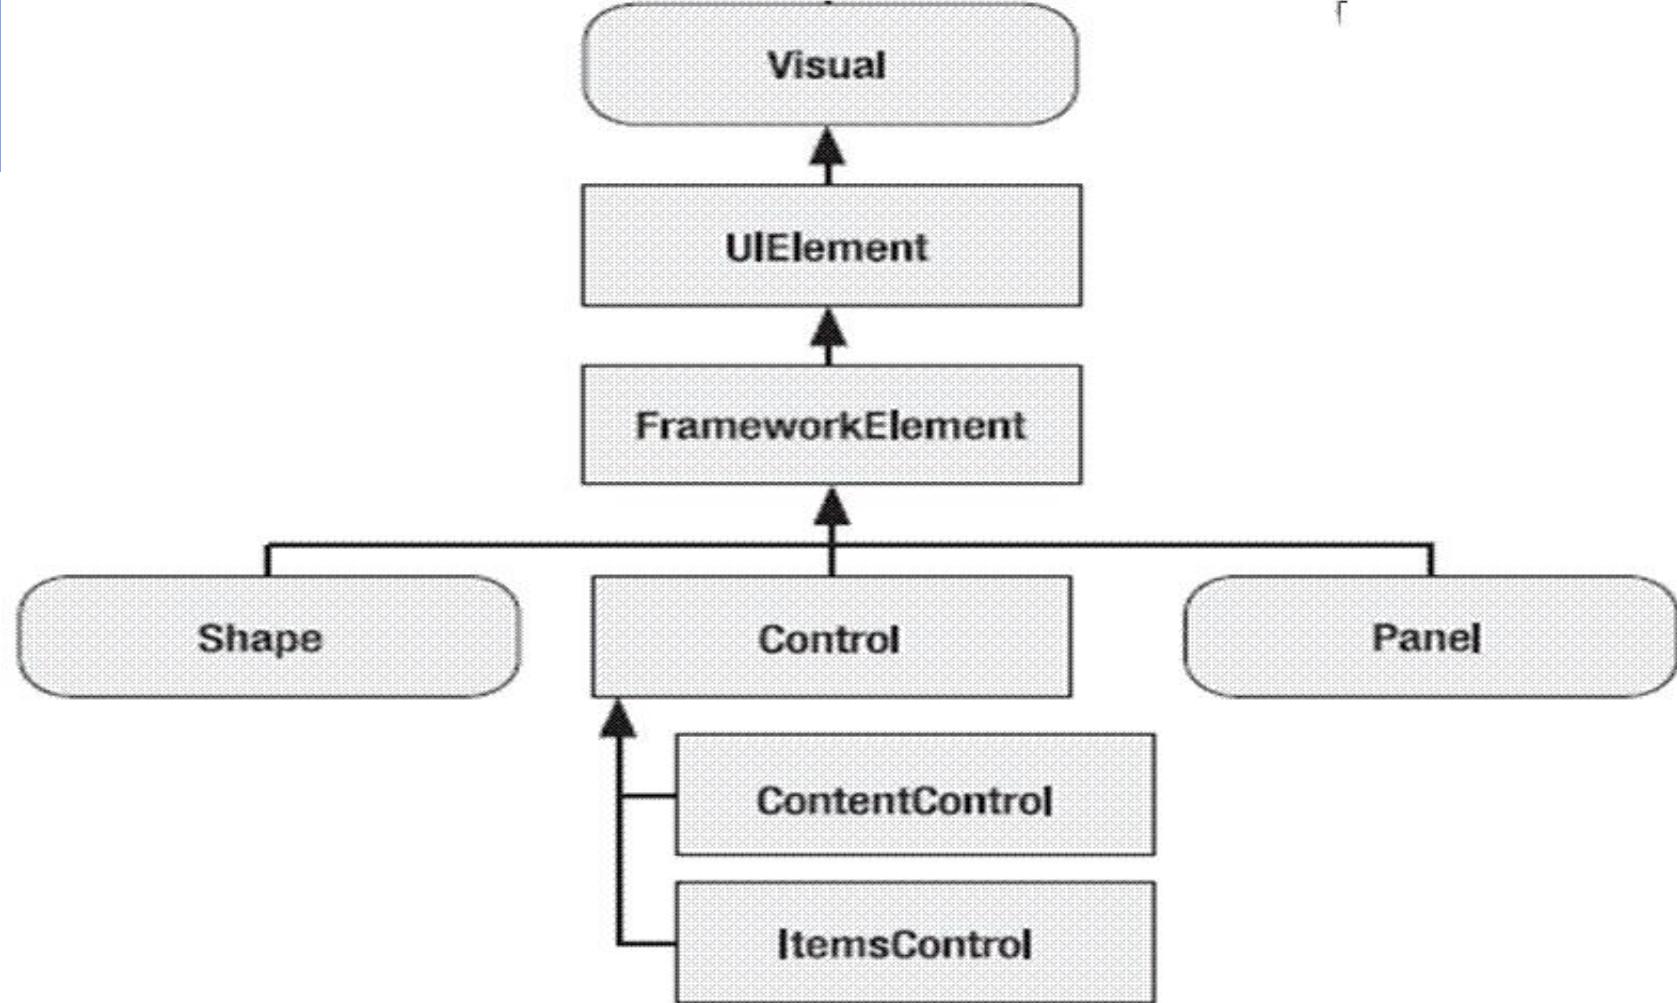 Visual
UIElement
FrameworkElement
Shape
Control
Panel
ContentControl
ItemsControl